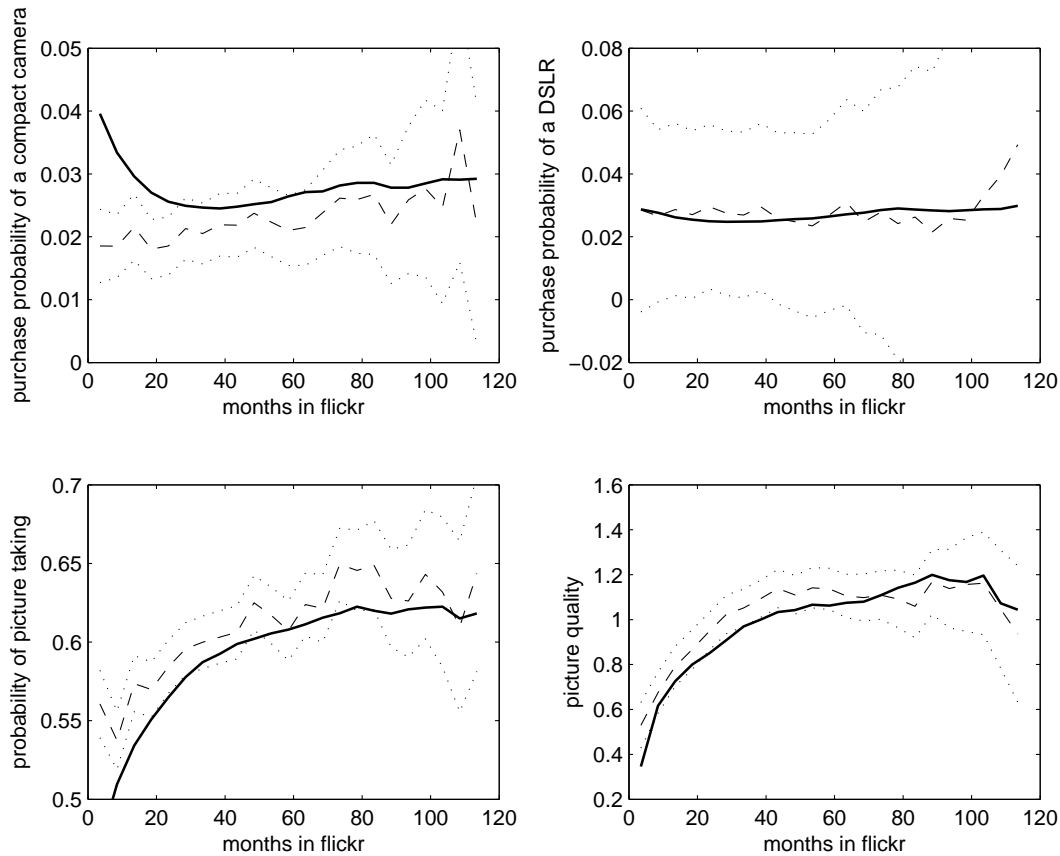 purchase probability of a compact camera
0.05
0.04
0.03
0.02
0.01
0
0 20 40 60 80 100 120
months in flickr
purchase probability of a DSLR
0.08
0.06
0.04
0.02
0
−0.02
0 20 40 60 80 100 120
months in flickr
probability of picture taking
0.7
0.65
0.6
0.55
0.5
0 20 40 60 80 100 120
months in flickr
picture quality
1.6
1.4
1.2
1
0.8
0.6
0.4
0.2
0 20 40 60 80 100 120
months in flickr